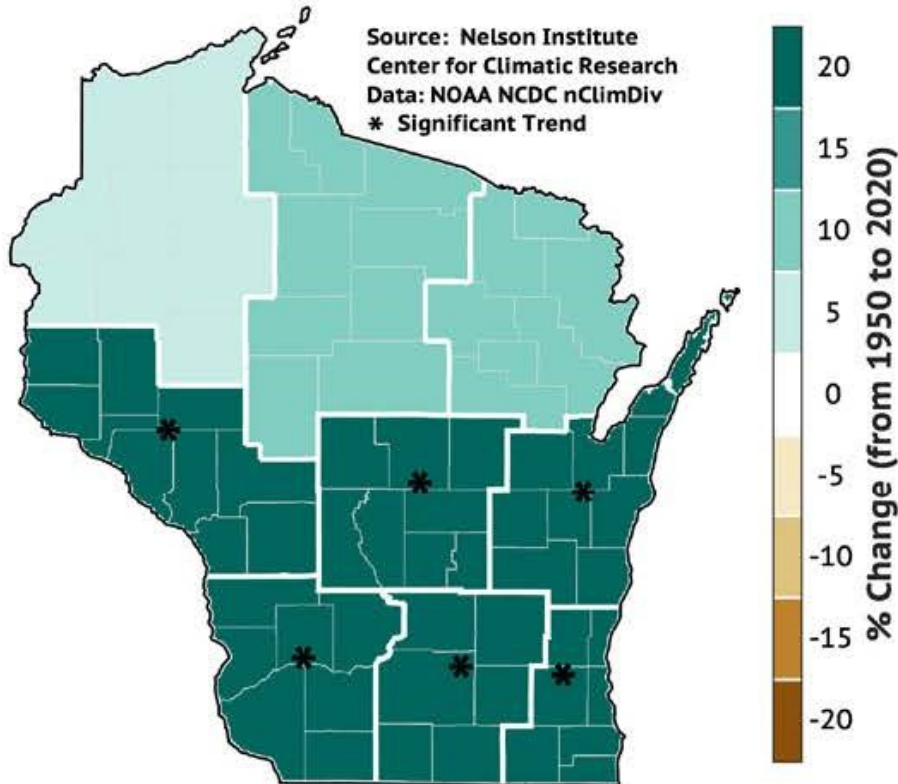 Source: Nelson Institute
Center for Climatic Research
Data: NOAA NCDC nClimDiv
* Significant Trend
20
15
10
5
0
-5
-10
-15
-20
% Change (from 1950 to 2020)